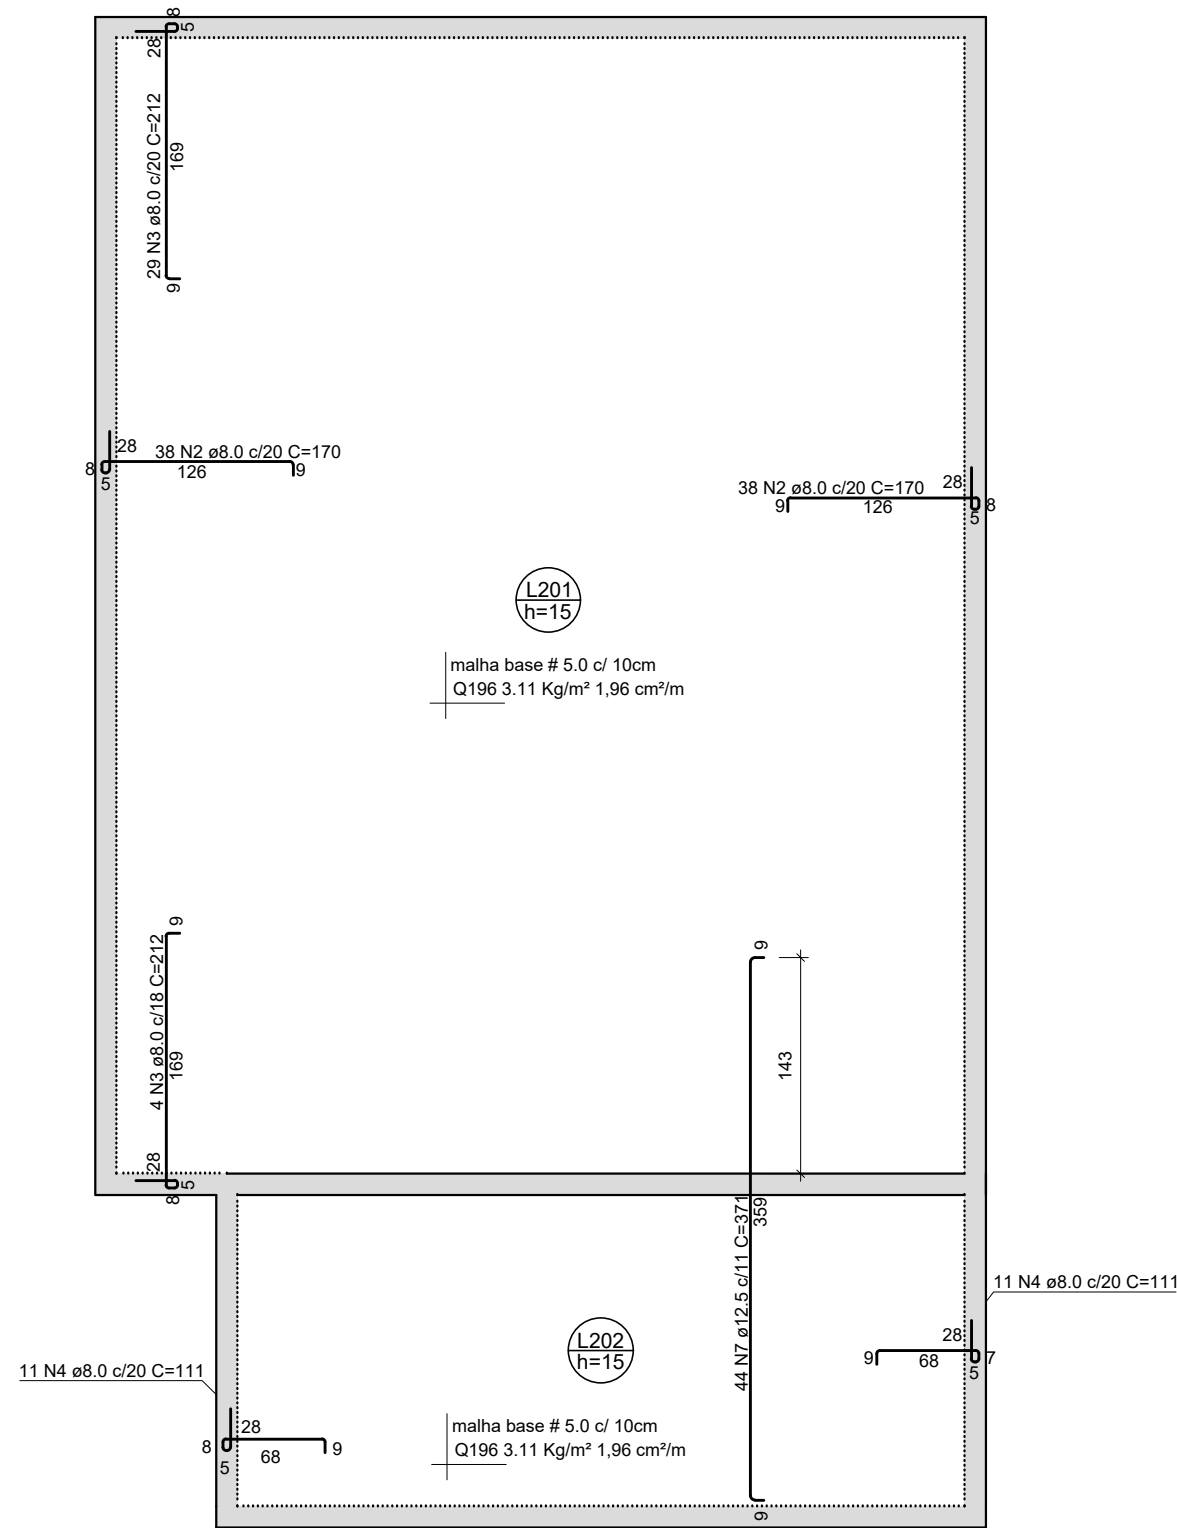 8
5
28
29 N3 ø8.0 c/20 C=212
169
9
28
38 N2 ø8.0 c/20 C=170
8
126
9
5
28
38 N2 ø8.0 c/20 C=170
9
126
8
5
L201
h=15
malha base # 5.0 c/ 10cm
Q196 3.11 Kg/m² 1,96 cm²/m
9
4 N3 ø8.0 c/18 C=212
169
28
8
5
9
143
44 N7 ø12.5 c/11 C=371
359
9
11 N4 ø8.0 c/20 C=111
28
9
68
7
5
L202
h=15
11 N4 ø8.0 c/20 C=111
28
8
68
9
5
malha base # 5.0 c/ 10cm
Q196 3.11 Kg/m² 1,96 cm²/m